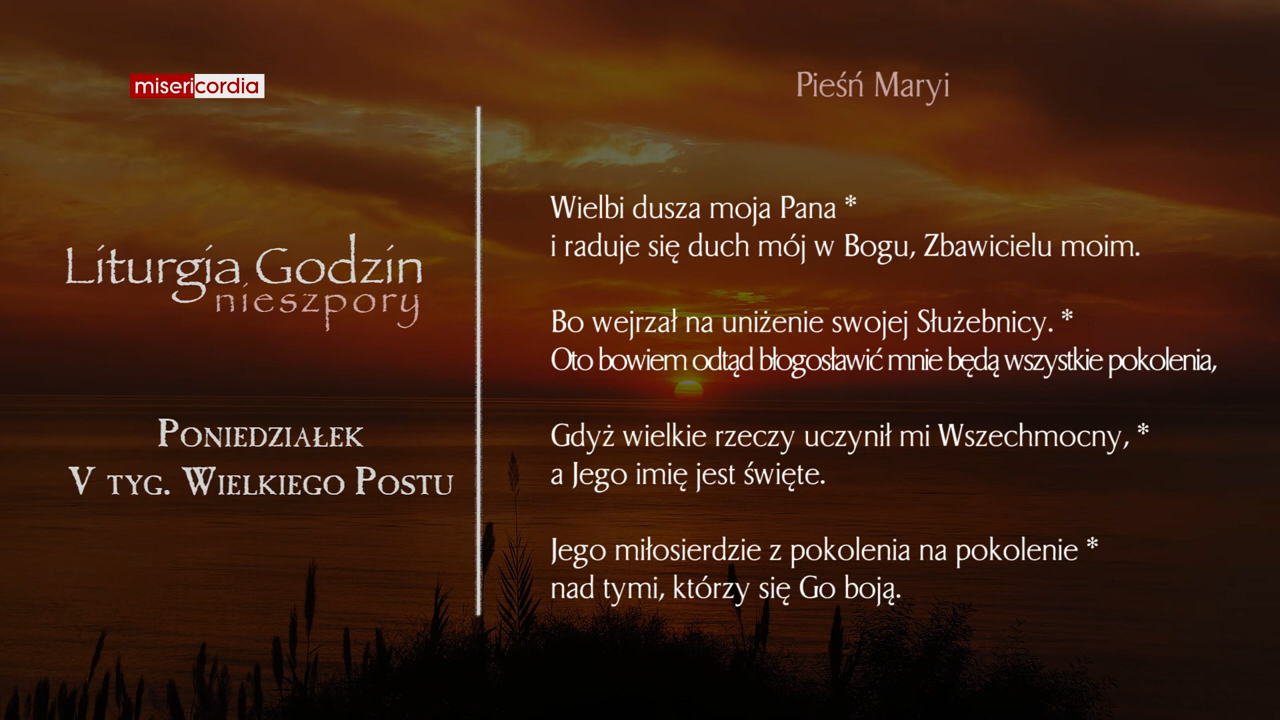 misericordia
Liturgia Godzin
nieszpory
Poniedziałek
V tyg. Wielkiego Postu
Pieśń Maryi
Wielbi dusza moja Pana *
i raduje się duch mój w Bogu, Zbawicielu moim.
Bo wejrzał na uniżenie swojej Służebnicy. *
Oto bowiem odtąd błogosławić mnie będą wszystkie pokolenia,
Gdyż wielkie rzeczy uczynił mi Wszechmocny, *
a Jego imię jest święte.
Jego miłosierdzie z pokolenia na pokolenie *
nad tymi, którzy się Go boją.